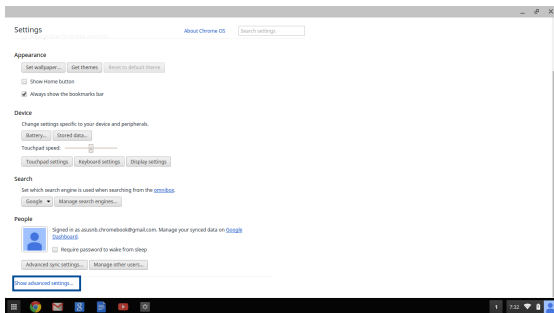 Settings
About Chrome OS
Search settings
Appearance
Set wallpaper... Get themes Reset to default theme
Show Home button
Always show the bookmarks bar
Device
Change settings specific to your device and peripherals.
Battery... Stored data...
Touchpad speed:
Touchpad settings Keyboard settings Display settings
Search
Set which search engine is used when searching from the omnibox.
Google Manage search engines...
People
Signed in as asusnb.chromebook@gmail.com. Manage your synced data on Google
Dashboard.
Require password to wake from sleep
Advanced sync settings... Manage other users...
Show advanced settings...
8
1 7:32